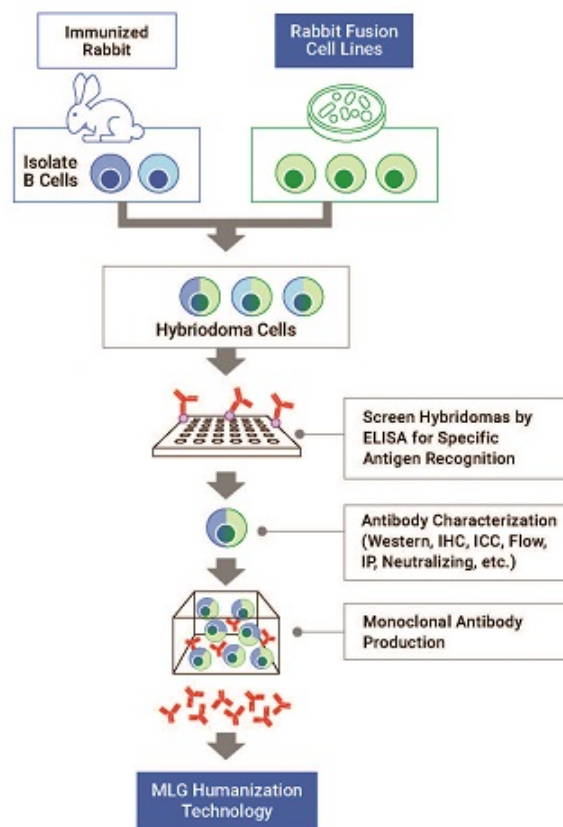 Immunized
Rabbit
Rabbit Fusion
Cell Lines
Isolate
B Cells
Hybriodoma Cells
Screen Hybridomas by
ELISA for Specific
Antigen Recognition
Antibody Characterization
(Western, IHC, ICC, Flow,
IP, Neutralizing, etc.)
Monoclonal Antibody
Production
MLG Humanization
Technology